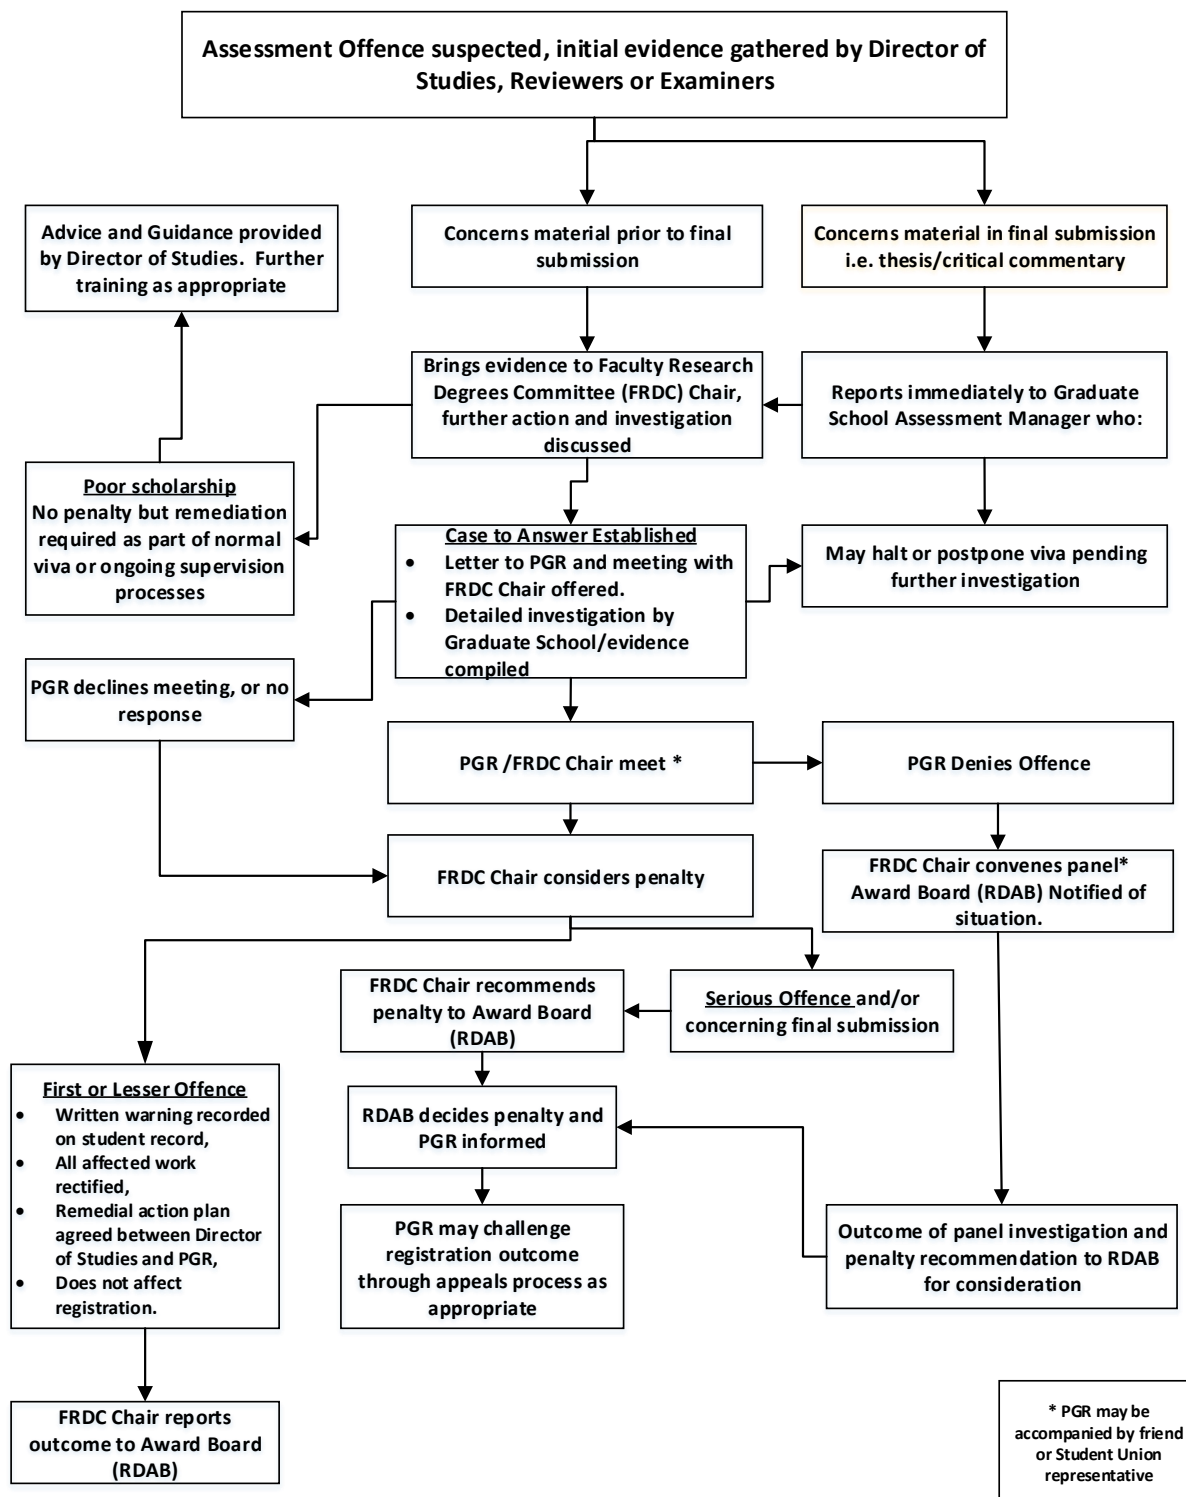 Assessment Offence suspected, initial evidence gathered by Director of
Studies, Reviewers or Examiners
Advice and Guidance provided
by Director of Studies.  Further
training as appropriate
Concerns material prior to final
submission
Concerns material in final submission
i.e. thesis/critical commentary
Brings evidence to Faculty Research
Degrees Committee (FRDC) Chair,
further action and investigation
discussed
Reports immediately to Graduate
School Assessment Manager who:
Poor scholarship
No penalty but remediation
required as part of normal
viva or ongoing supervision
processes
Case to Answer Established
• Letter to PGR and meeting with
FRDC Chair offered.
• Detailed investigation by
Graduate School/evidence
compiled
May halt or postpone viva pending
further investigation
PGR declines meeting, or no
response
PGR /FRDC Chair meet *
PGR Denies Offence
FRDC Chair considers penalty
FRDC Chair convenes panel*
Award Board (RDAB) Notified of
situation.
FRDC Chair recommends
penalty to Award Board
(RDAB)
Serious Offence and/or
concerning final submission
First or Lesser Offence
• Written warning recorded
on student record,
• All affected work
rectified,
• Remedial action plan
agreed between Director
of Studies and PGR,
• Does not affect
registration.
RDAB decides penalty and
PGR informed
PGR may challenge
registration outcome
through appeals process as
appropriate
Outcome of panel investigation and
penalty recommendation to RDAB
for consideration
FRDC Chair reports
outcome to Award Board
(RDAB)
* PGR may be
accompanied by friend
or Student Union
representative